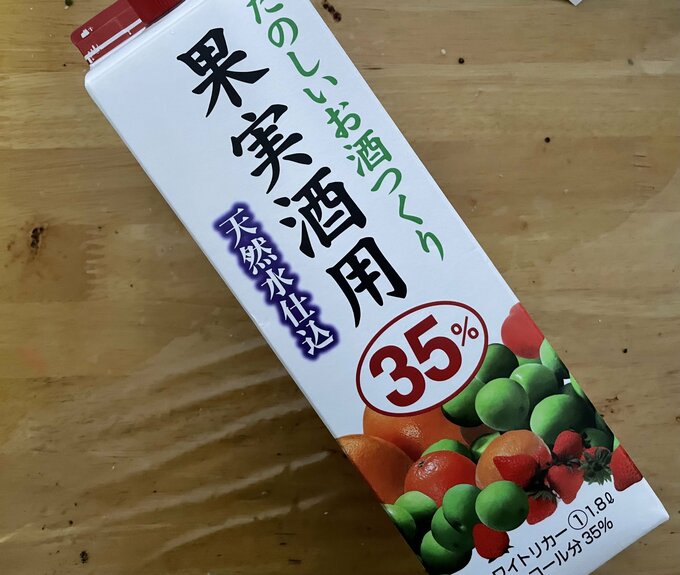 たのしいお酒つくり
果実酒用
天然水仕込
35%
ワイトリカー①1.8ℓ
コール分35%